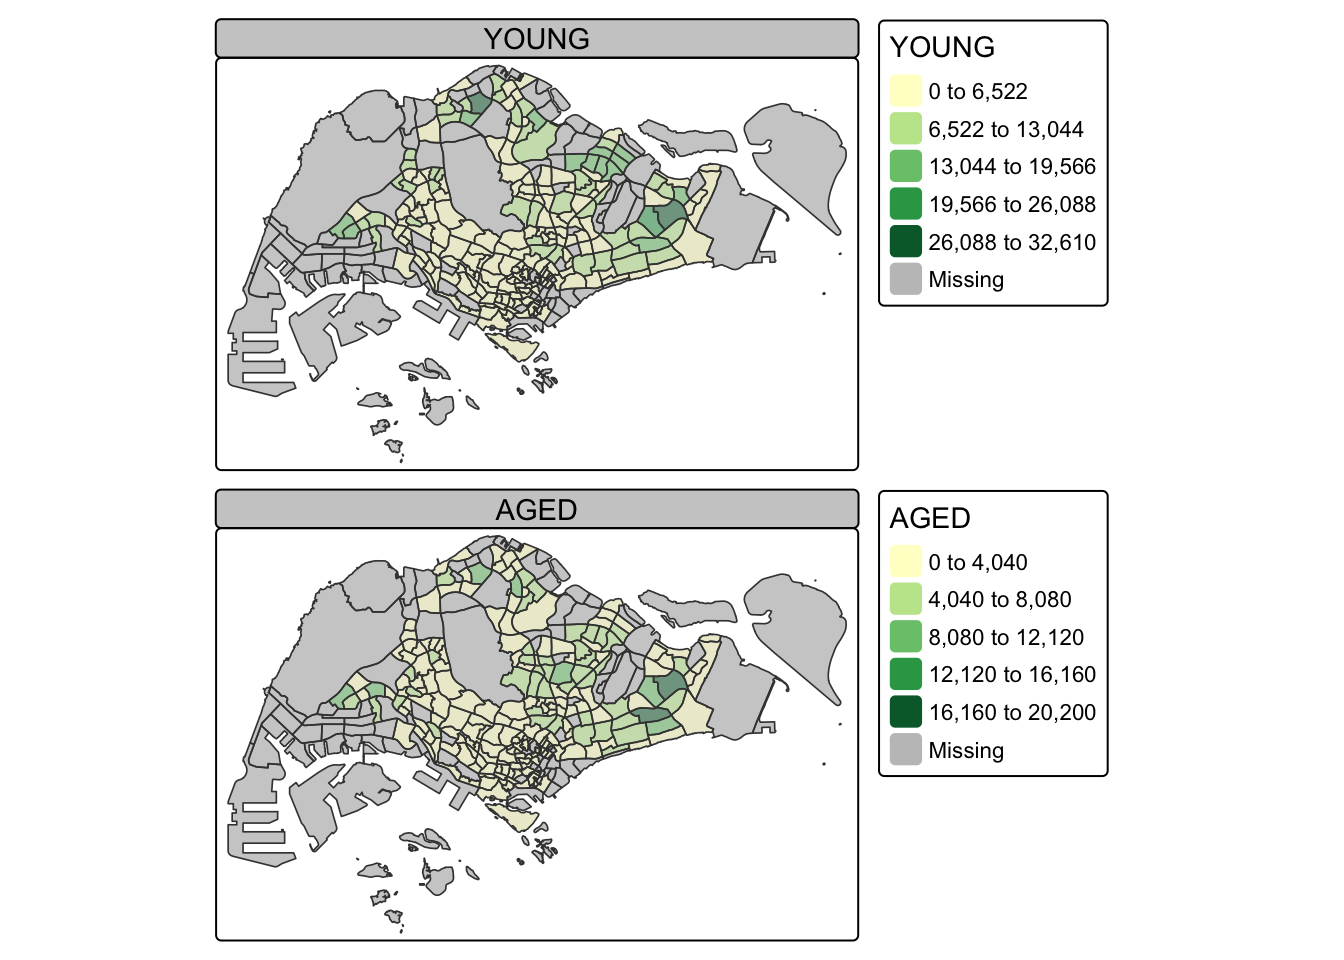 YOUNG
YOUNG
0 to 6,522
6,522 to 13,044
13,044 to 19,566
19,566 to 26,088
26,088 to 32,610
Missing
AGED
AGED
0 to 4,040
4,040 to 8,080
8,080 to 12,120
12,120 to 16,160
16,160 to 20,200
Missing